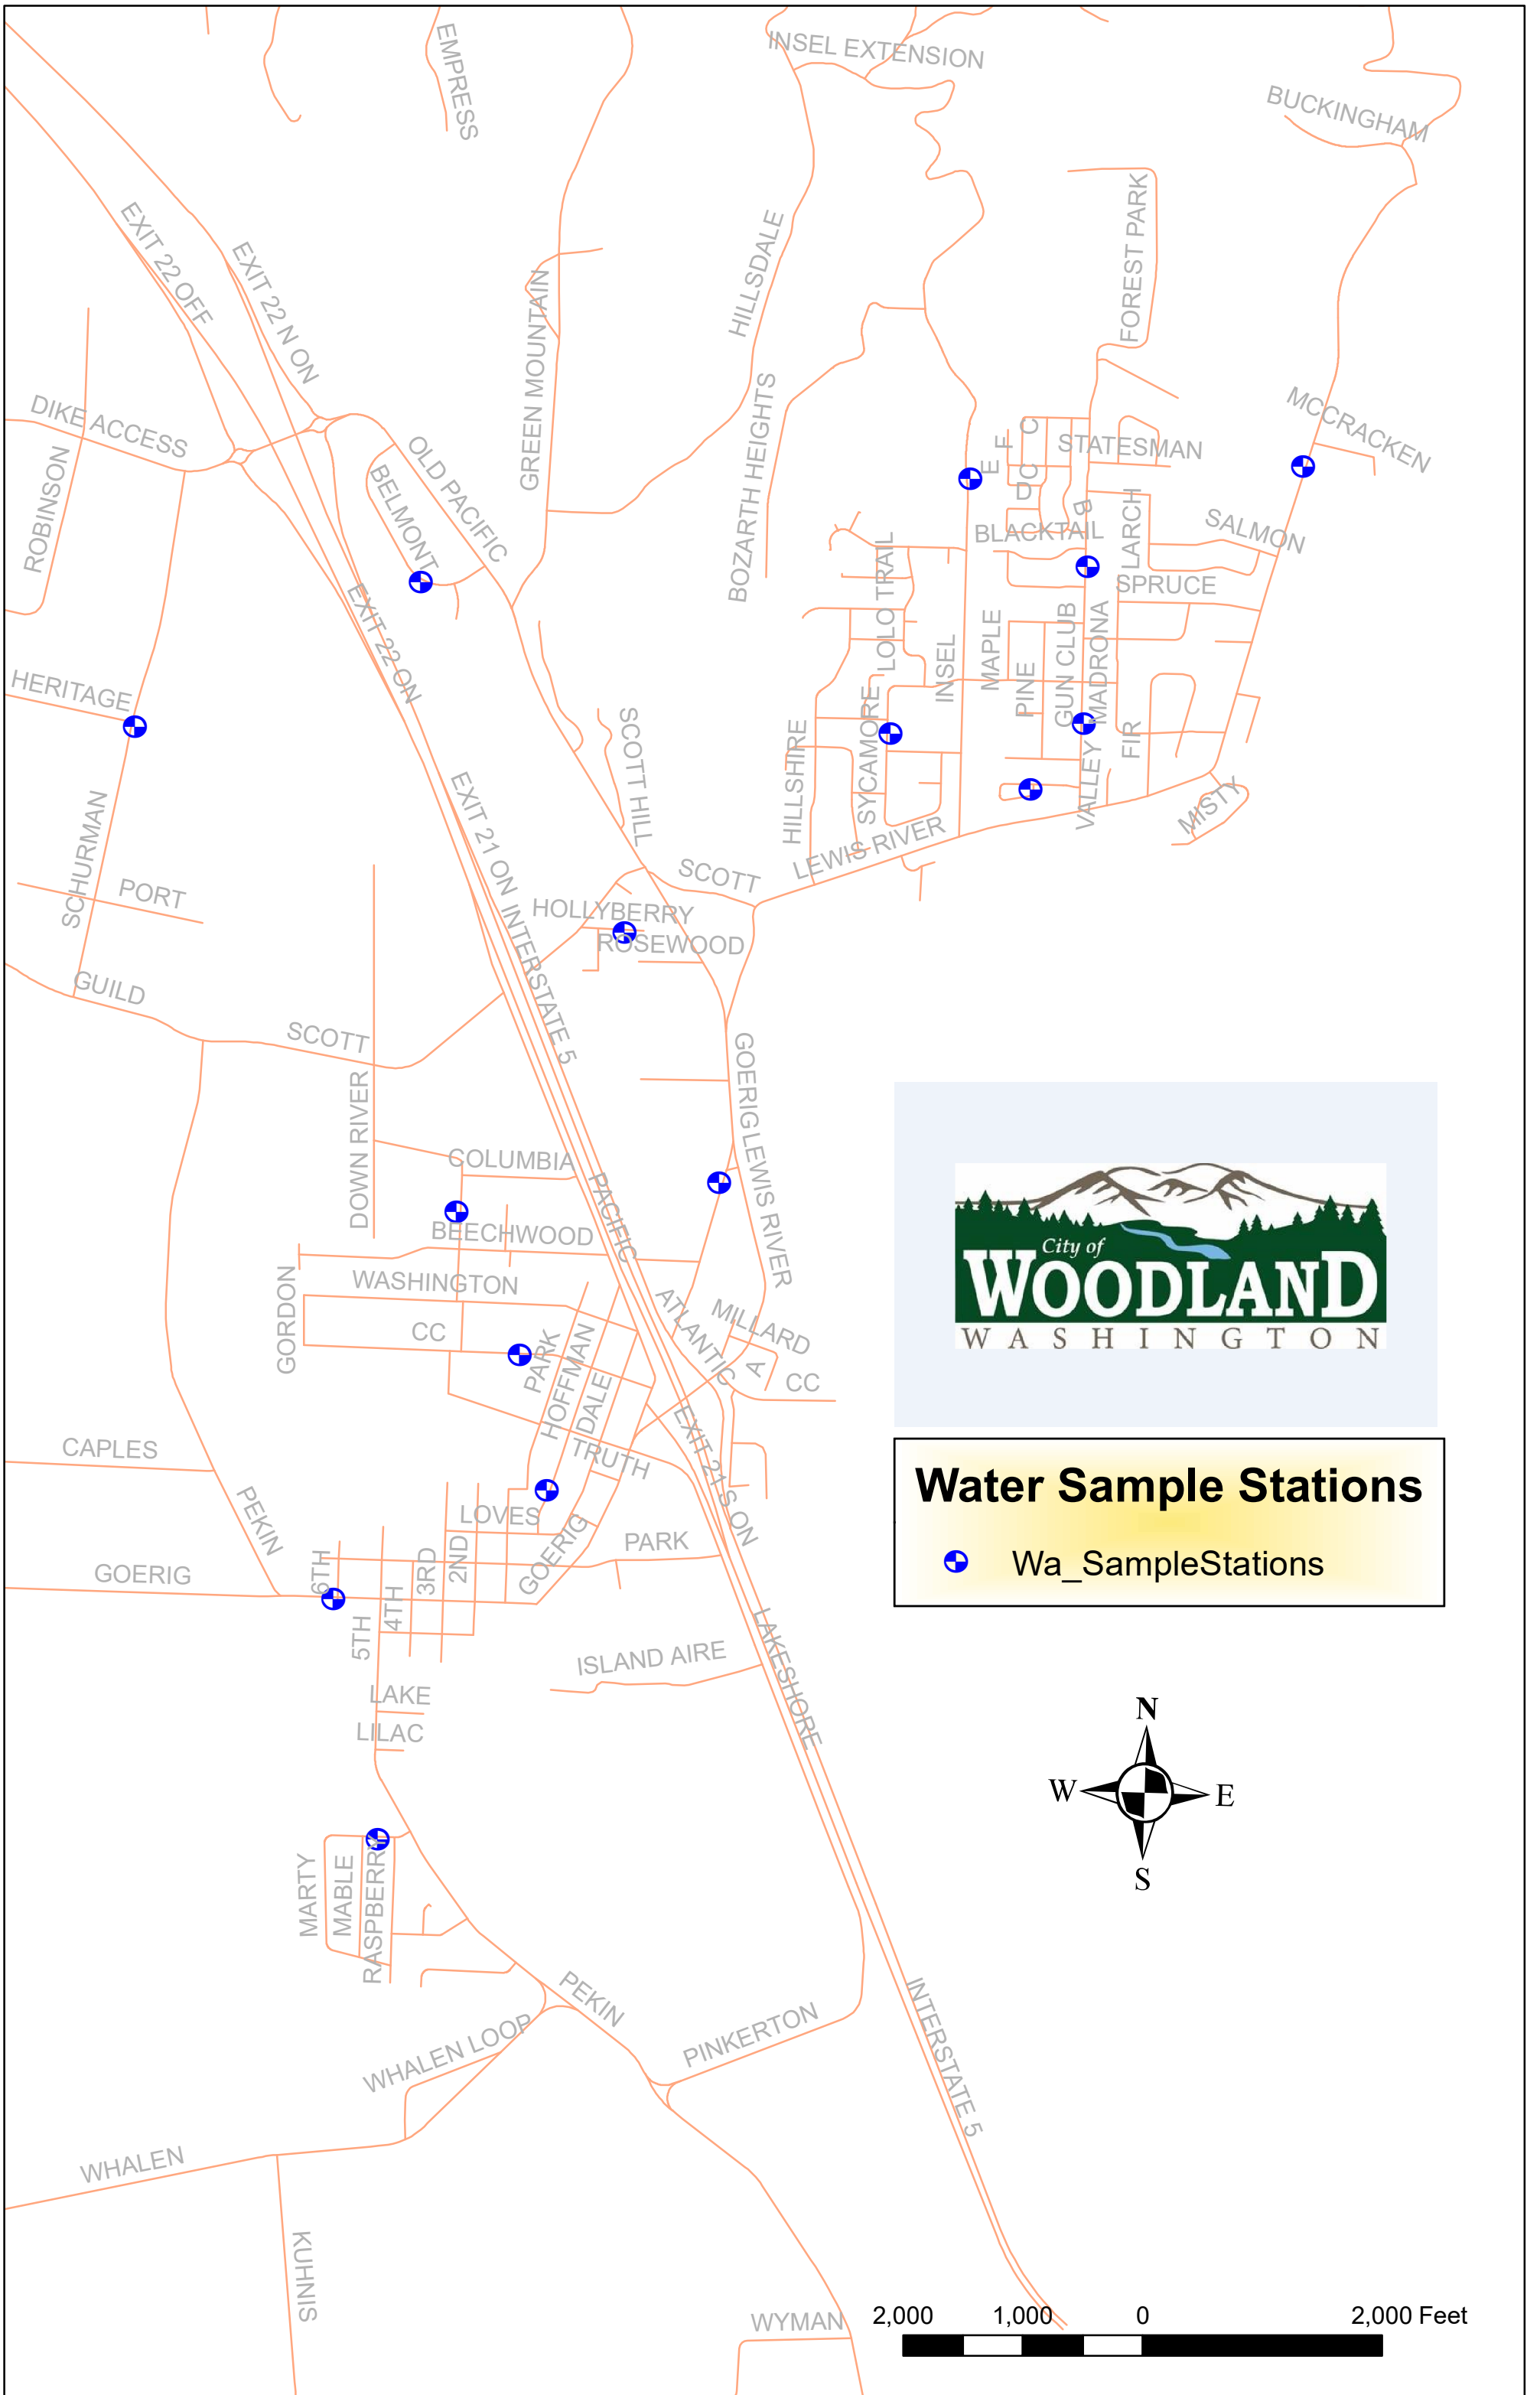 INSEL EXTENSION
EMPRESS
BUCKINGHAM
FOREST PARK
EXIT 22 OFF
EXIT 22 N ON
HILLSDALE
GREEN MOUNTAIN
DIKE ACCESS
ROBINSON
OLD PACIFIC
BELMONT
BOZARTH HEIGHTS
MCCRACKEN
STATESMAN
C
F
E
C
D
B
BLACKTAIL
LARCH
SALMON
SPRUCE
LOLO TRAIL
EXIT 22 ON
INSEL
MAPLE
PINE
GUN CLUB
MADRONA
HERITAGE
SCOTT HILL
HILLSHIRE
SYCAMORE
FIR
VALLEY
MISTY
SCHURMAN
EXIT 21 ON
INTERSTATE 5
PORT
SCOTT
LEWIS RIVER
HOLLYBERRY
ROSEWOOD
GUILD
SCOTT
DOWN RIVER
GOERIG
LEWIS RIVER
COLUMBIA
PACIFIC
BEECHWOOD
WASHINGTON
GORDON
CC
PARK
HOFFMAN
DALE
ATLANTIC
MILLARD
A
CC
City of
WOODLAND
WASHINGTON
CAPLES
PEKIN
TRUTH
EXIT 21 S ON
LOVES
GOERIG
PARK
GOERIG
6TH
5TH
4TH
3RD
2ND
Water Sample Stations
Wa_SampleStations
ISLAND AIRE
LAKESHORE
LAKE
LILAC
N
W
E
S
MARTY
MABLE
RASPBERRY
PEKIN
PINKERTON
INTERSTATE 5
WHALEN LOOP
WHALEN
KUHNIS
WYMAN
2,000 1,000 0 2,000 Feet